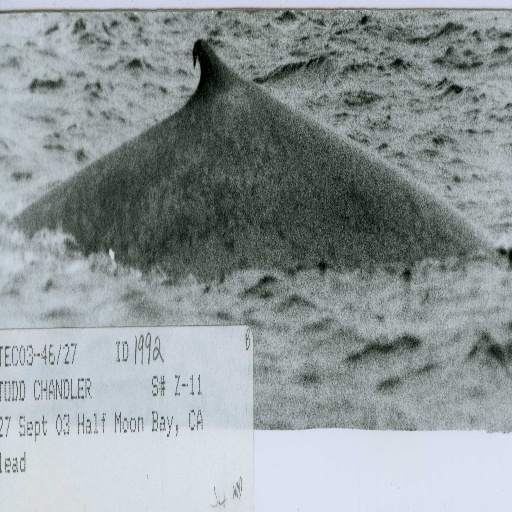 TEC03-46/27 ID 1992 B
TODD CHANDLER S# Z-11
27 Sept 03 Half Moon Bay, CA
lead